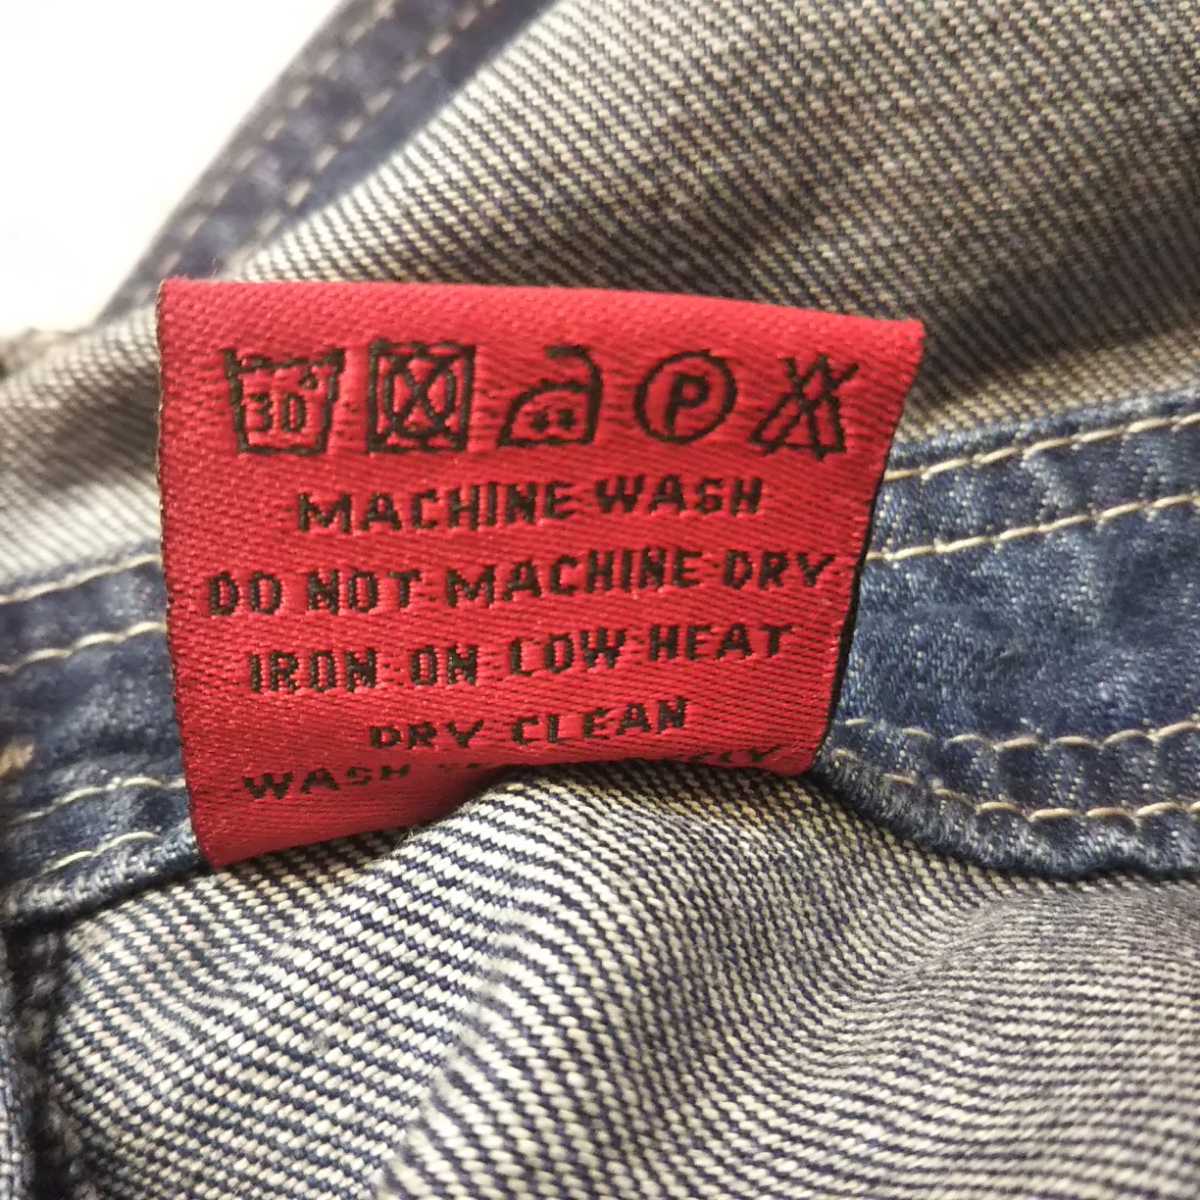 30°
P
MACHINE WASH
DO NOT MACHINE DRY
IRON ON LOW HEAT
DRY CLEAN
WASH